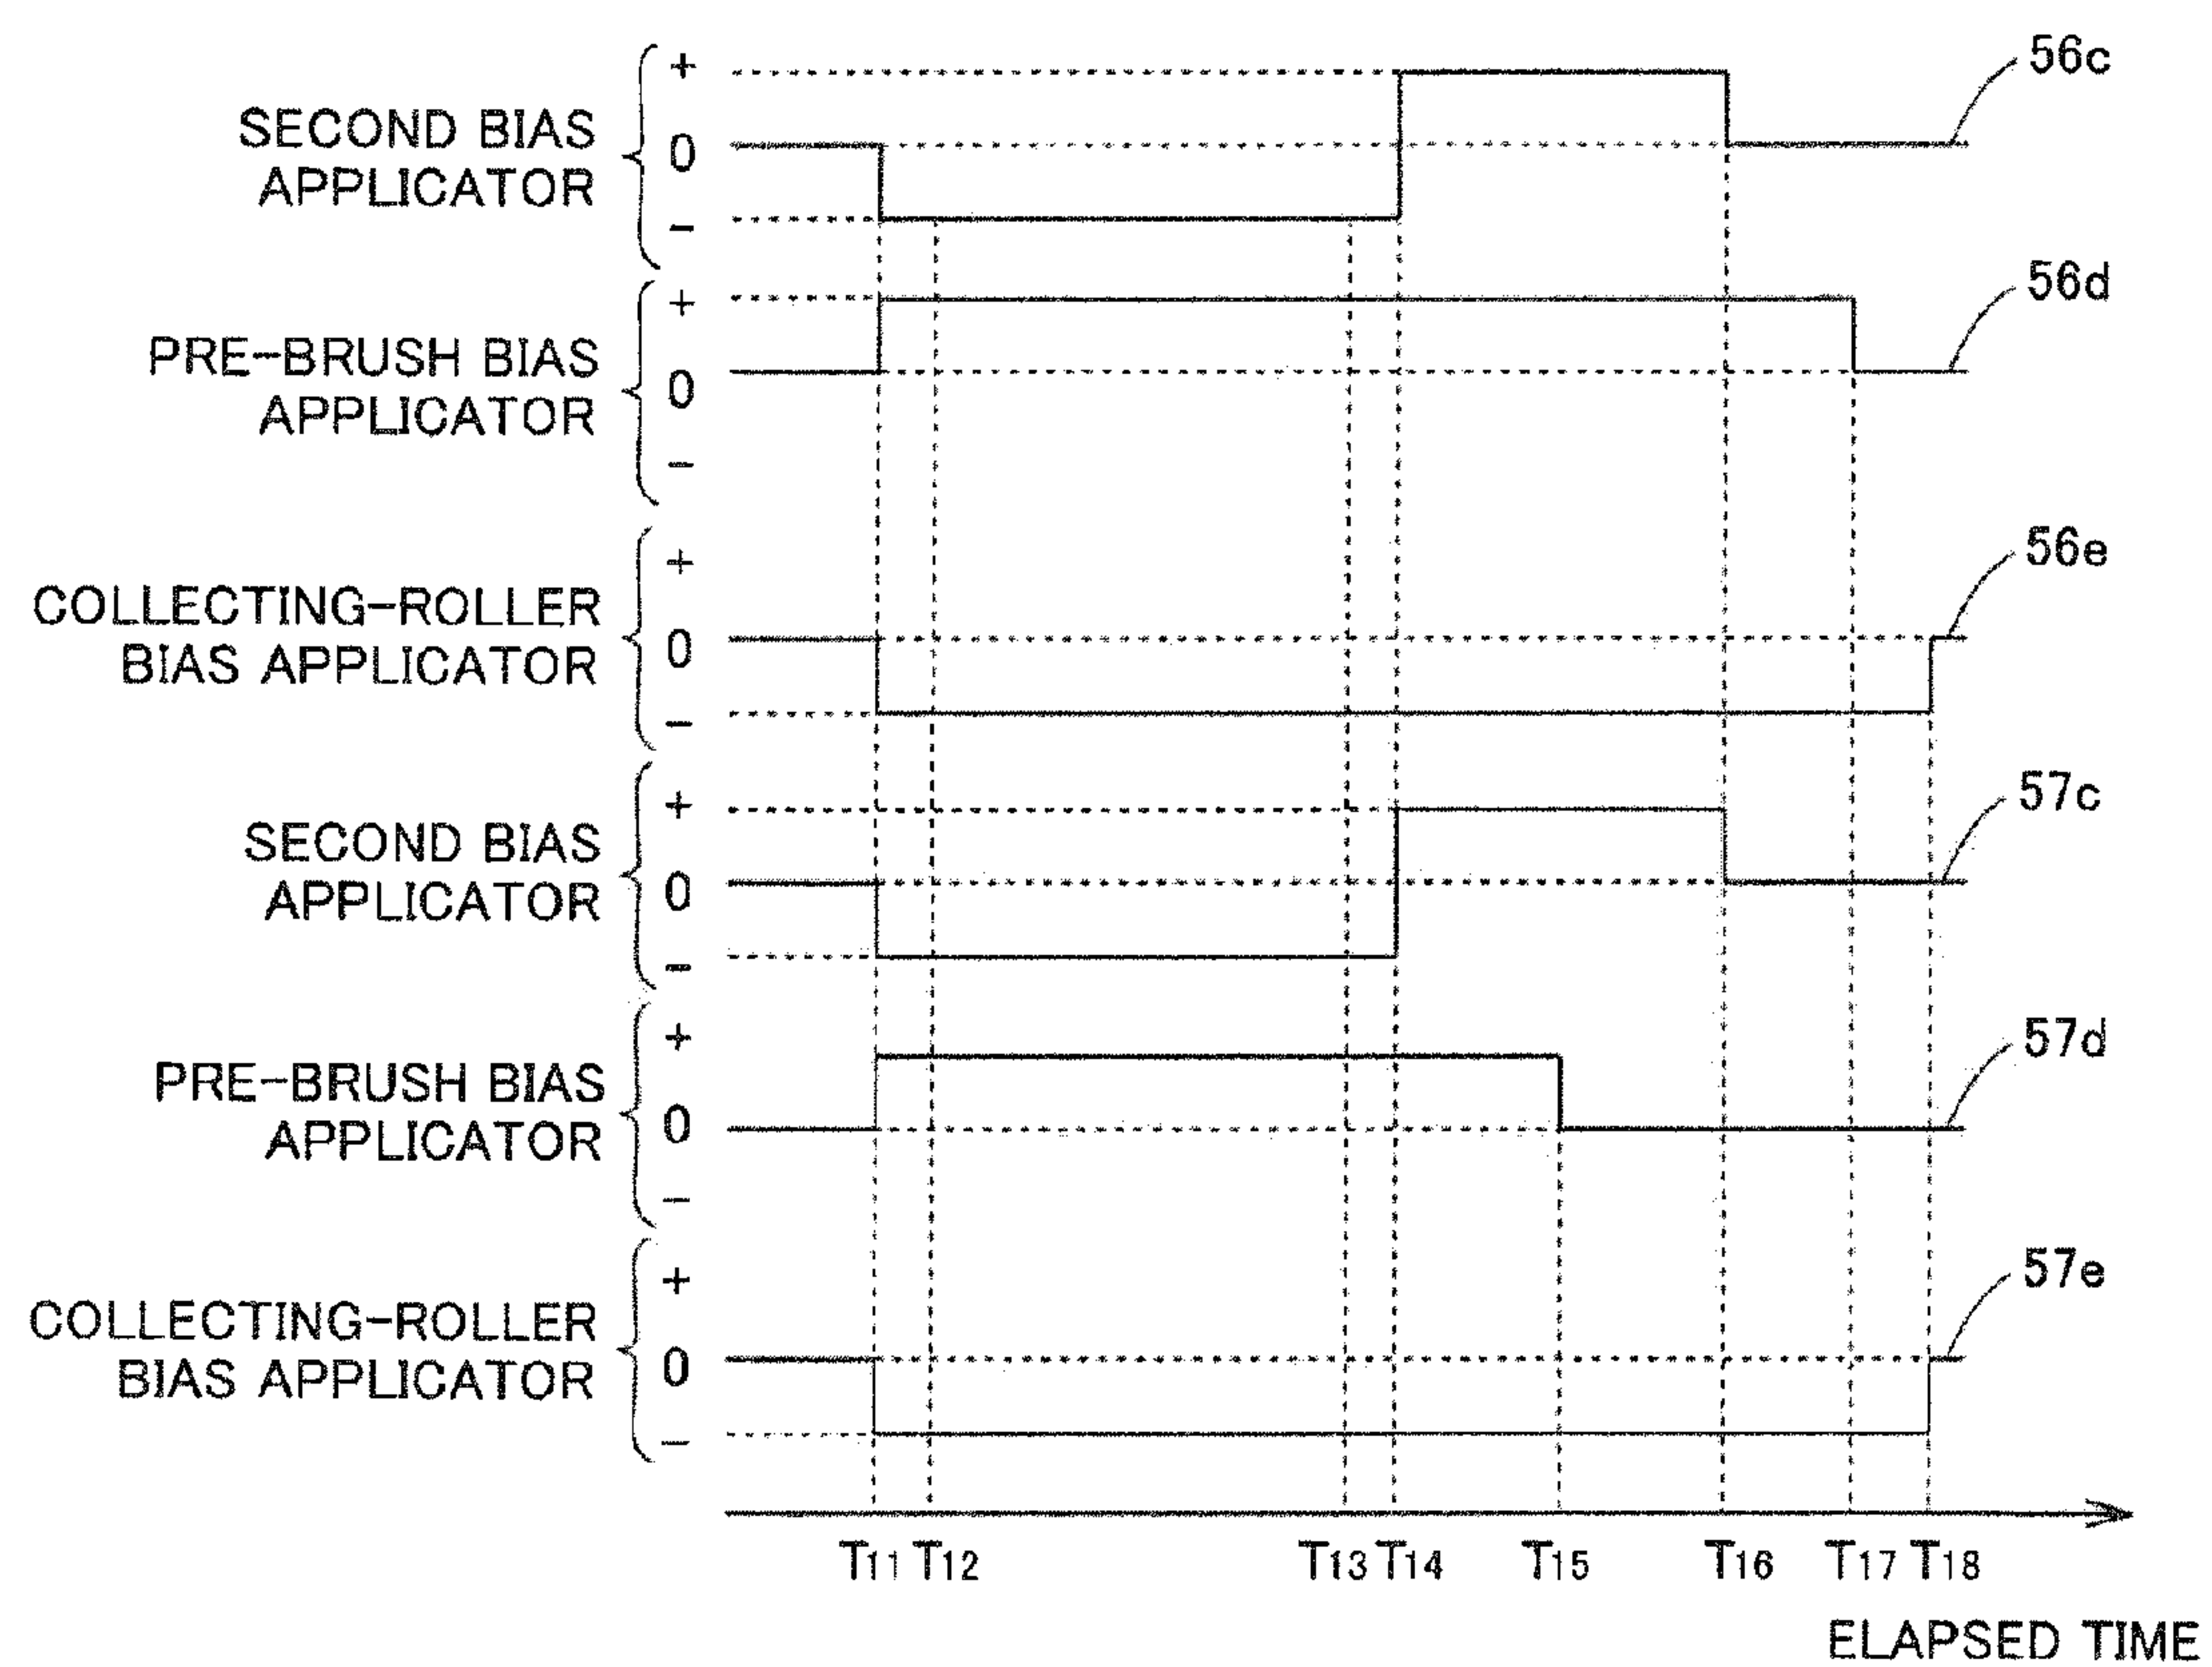 SECOND BIAS
APPLICATOR
+
0
−
56c
PRE-BRUSH BIAS
APPLICATOR
+
0
−
56d
COLLECTING-ROLLER
BIAS APPLICATOR
+
0
−
56e
SECOND BIAS
APPLICATOR
+
0
−
57c
PRE-BRUSH BIAS
APPLICATOR
+
0
−
57d
COLLECTING-ROLLER
BIAS APPLICATOR
+
0
−
57e
T11 T12 T13 T14 T15 T16 T17 T18
ELAPSED TIME